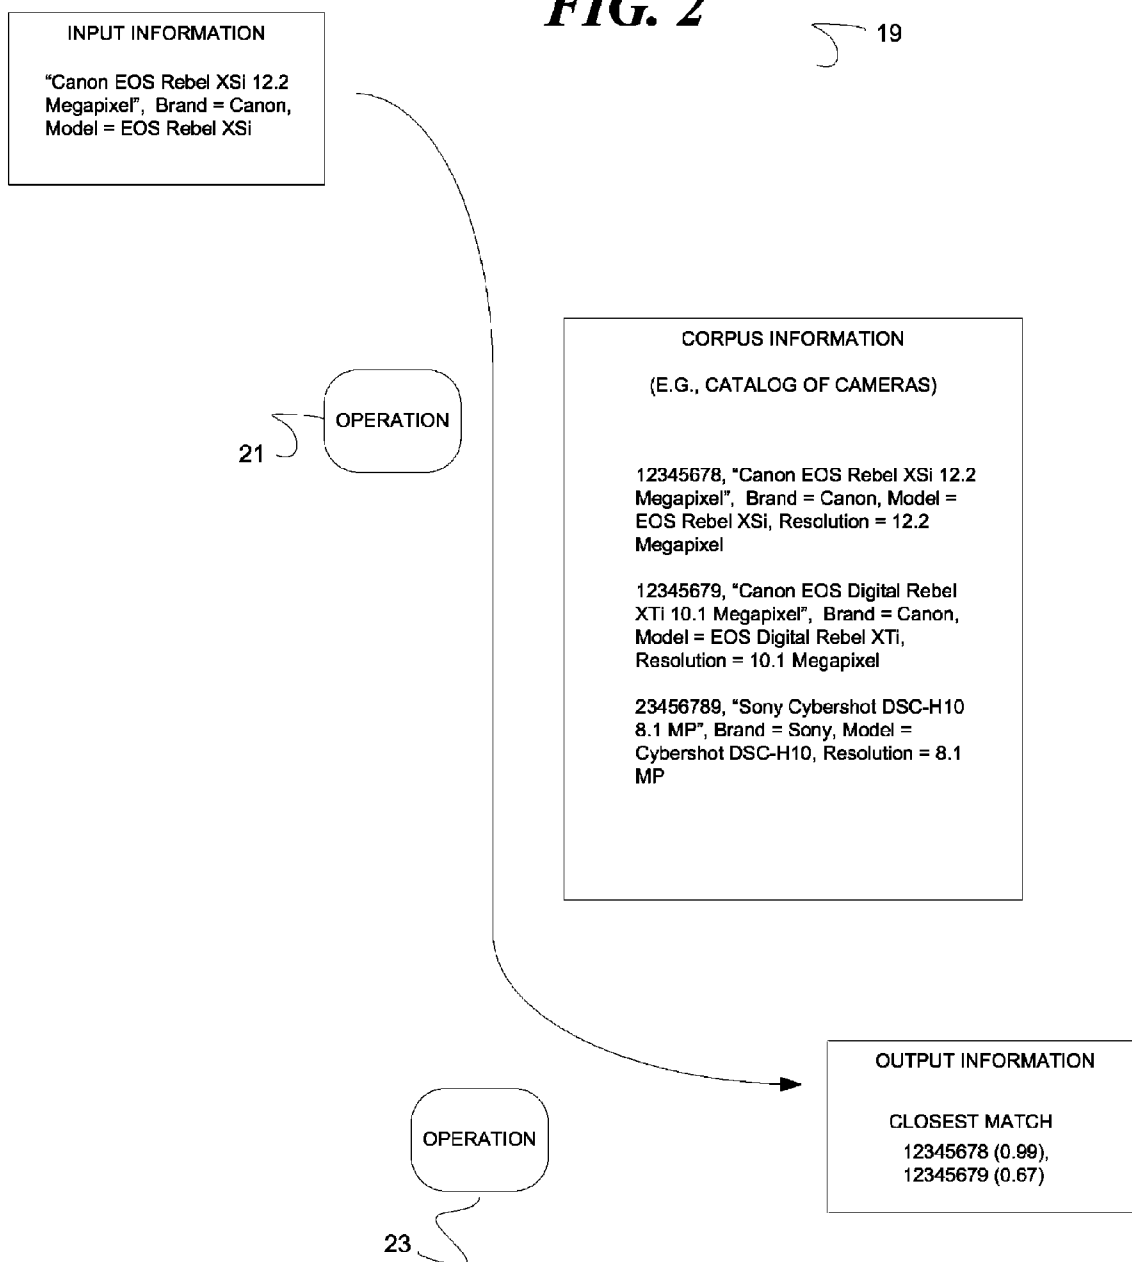 FIG. 2
19
INPUT INFORMATION
“Canon EOS Rebel XSi 12.2
Megapixel”, Brand = Canon,
Model = EOS Rebel XSi
CORPUS INFORMATION
(E.G., CATALOG OF CAMERAS)
OPERATION
21
12345678, “Canon EOS Rebel XSi 12.2
Megapixel”, Brand = Canon, Model =
EOS Rebel XSi, Resolution = 12.2
Megapixel
12345679, “Canon EOS Digital Rebel
XTi 10.1 Megapixel”, Brand = Canon,
Model = EOS Digital Rebel XTi,
Resolution = 10.1 Megapixel
23456789, “Sony Cybershot DSC-H10
8.1 MP”, Brand = Sony, Model =
Cybershot DSC-H10, Resolution = 8.1
MP
OUTPUT INFORMATION
CLOSEST MATCH
12345678 (0.99),
12345679 (0.67)
OPERATION
23